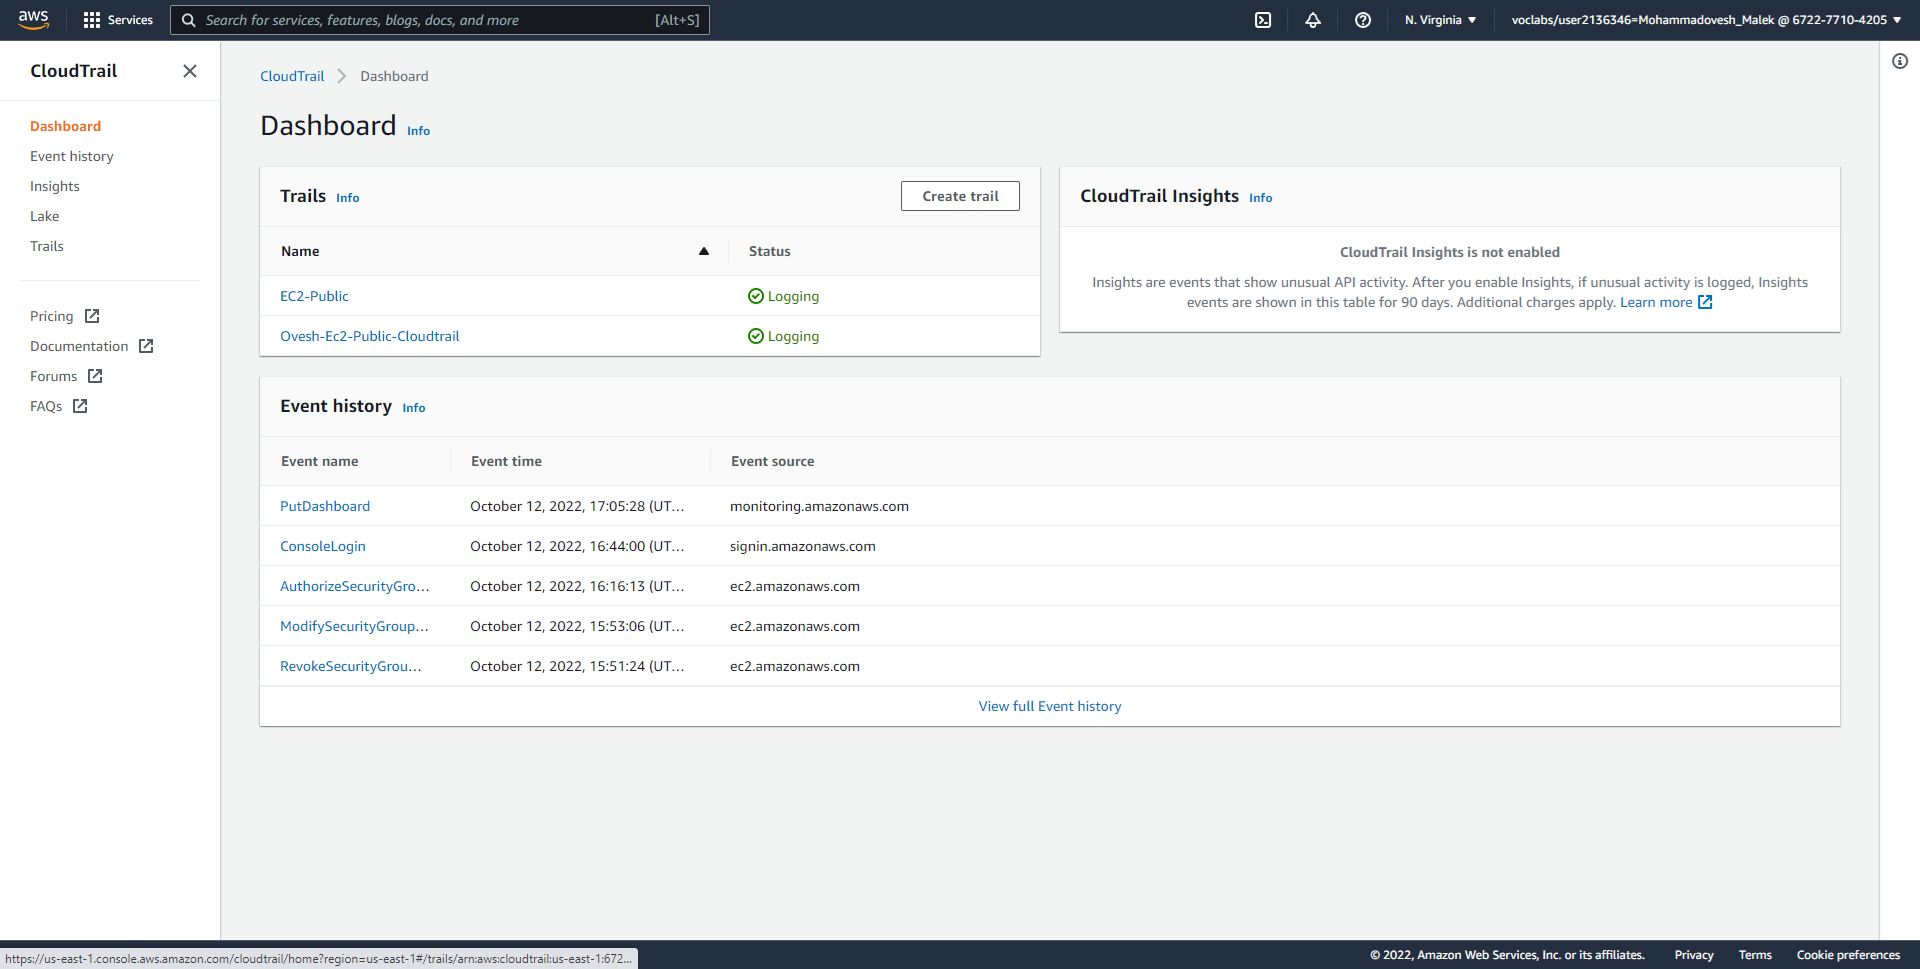 aws Services Search for services, features, blogs, docs, and more [Alt+S] N. Virginia ▼ voclabs/user2136346=Mohammadovesh_Malek @ 6722-7710-4205 ▼
CloudTrail
Dashboard
Event history
Insights
Lake
Trails
Pricing
Documentation
Forums
FAQs
CloudTrail > Dashboard
Dashboard Info
Trails Info Create trail
Name ▲ Status
EC2-Public Logging
Ovesh-Ec2-Public-Cloudtrail Logging
CloudTrail Insights Info
CloudTrail Insights is not enabled
Insights are events that show unusual API activity. After you enable Insights, if unusual activity is logged, Insights
events are shown in this table for 90 days. Additional charges apply. Learn more
Event history Info
Event name Event time Event source
PutDashboard October 12, 2022, 17:05:28 (UT... monitoring.amazonaws.com
ConsoleLogin October 12, 2022, 16:44:00 (UT... signin.amazonaws.com
AuthorizeSecurityGro... October 12, 2022, 16:16:13 (UT... ec2.amazonaws.com
ModifySecurityGroup... October 12, 2022, 15:53:06 (UT... ec2.amazonaws.com
RevokeSecurityGrou... October 12, 2022, 15:51:24 (UT... ec2.amazonaws.com
View full Event history
https://us-east-1.console.aws.amazon.com/cloudtrail/home?region=us-east-1#/trails/arn:aws:cloudtrail:us-east-1:672...
© 2022, Amazon Web Services, Inc. or its affiliates. Privacy Terms Cookie preferences